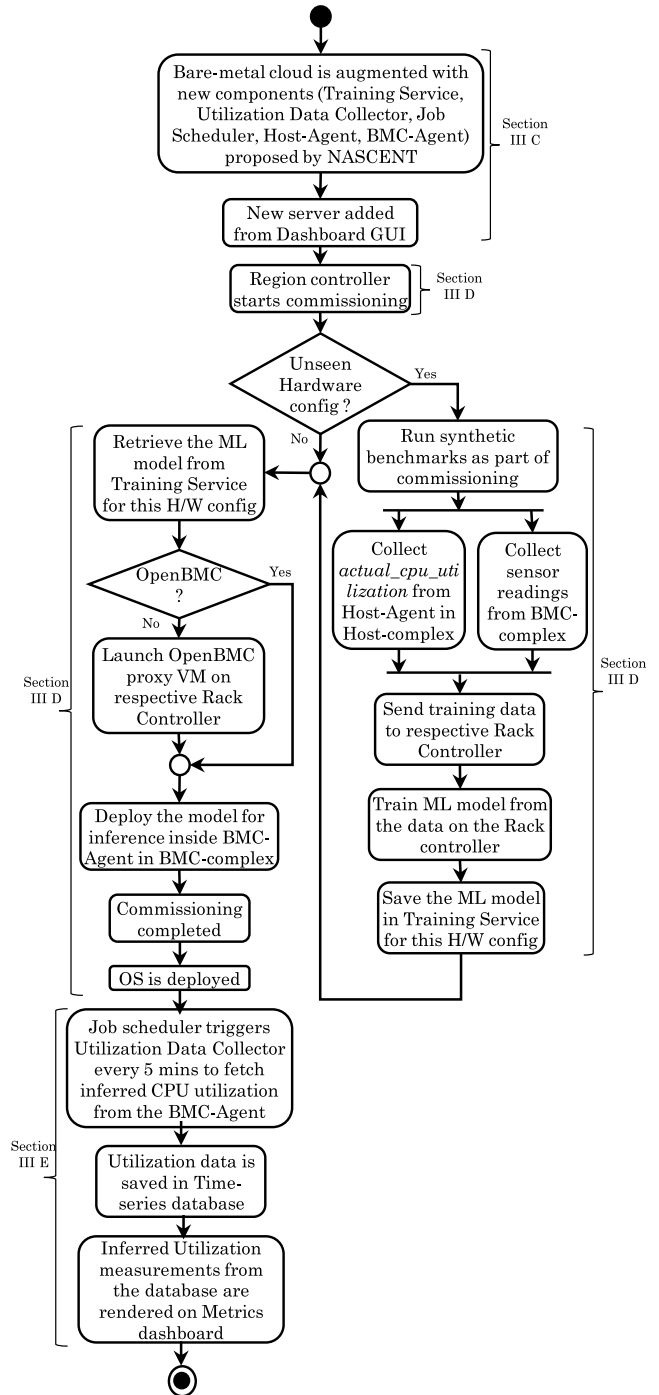 Bare-metal cloud is augmented with
new components (Training Service,
Utilization Data Collector, Job
Scheduler, Host-Agent, BMC-Agent)
proposed by NASCENT
Section
III C
New server added
from Dashboard GUI
Region controller
starts commissioning
Section
III D
Unseen
Hardware
config ?
Yes
No
Retrieve the ML
model from
Training Service
for this H/W config
OpenBMC
?
Yes
No
Launch OpenBMC
proxy VM on
respective Rack
Controller
Section
III D
Deploy the model for
inference inside BMC-
Agent in BMC-complex
Commissioning
completed
OS is deployed
Run synthetic
benchmarks as part of
commissioning
Collect
actual_cpu_uti
lization from
Host-Agent in
Host-complex
Collect
sensor
readings
from BMC-
complex
Section
III D
Send training data
to respective Rack
Controller
Train ML model from
the data on the Rack
controller
Save the ML model
in Training Service
for this H/W config
Job scheduler triggers
Utilization Data Collector
every 5 mins to fetch
inferred CPU utilization
from the BMC-Agent
Section
III E
Utilization data is
saved in Time-
series database
Inferred Utilization
measurements from
the database are
rendered on Metrics
dashboard